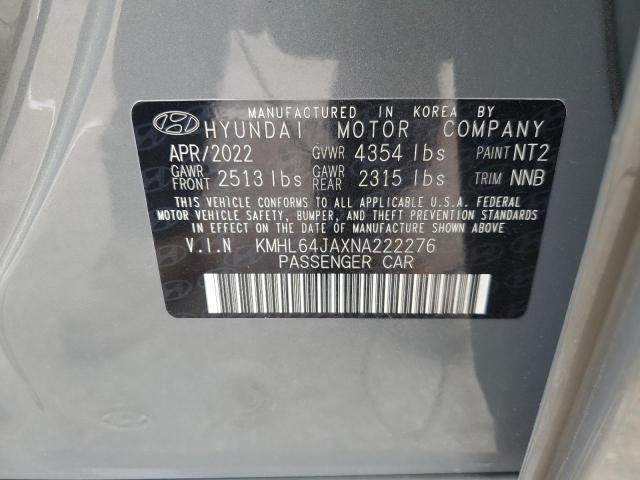 MANUFACTURED IN KOREA BY
HYUNDAI MOTOR COMPANY
APR/2022 GVWR 4354 lbs PAINT NT2
GAWR FRONT 2513 lbs GAWR REAR 2315 lbs TRIM NNB
THIS VEHICLE CONFORMS TO ALL APPLICABLE U.S.A. FEDERAL
MOTOR VEHICLE SAFETY, BUMPER, AND THEFT PREVENTION STANDARDS
IN EFFECT ON THE DATE OF MANUFACTURE SHOWN ABOVE
V.I.N KMHL64JAXNA222276
PASSENGER CAR